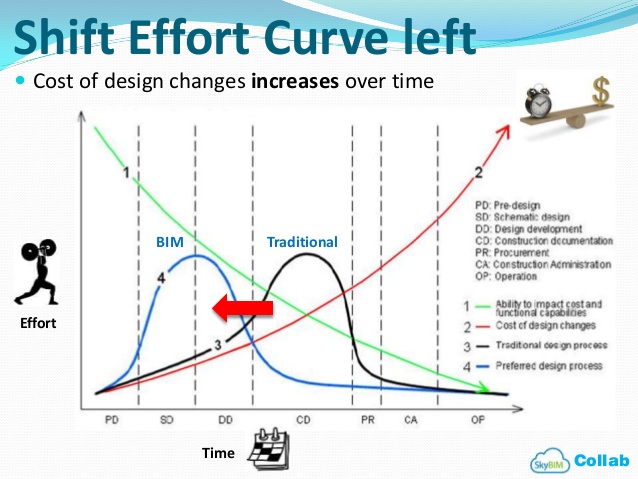 Shift Effort Curve left
Cost of design changes increases over time
$
1
2
PD: Pre-design
SD: Schematic design
DD: Design development
CD: Construction documentation
PR: Procurement
CA: Construction Administration
OP: Operation
BIM
Traditional
4
3
Effort
1 Ability to impact cost and
functional capabilities
2 Cost of design changes
3 Traditional design process
4 Preferred design process
PD SD DD CD PR CA OP
Time
SkyBIM
Collab